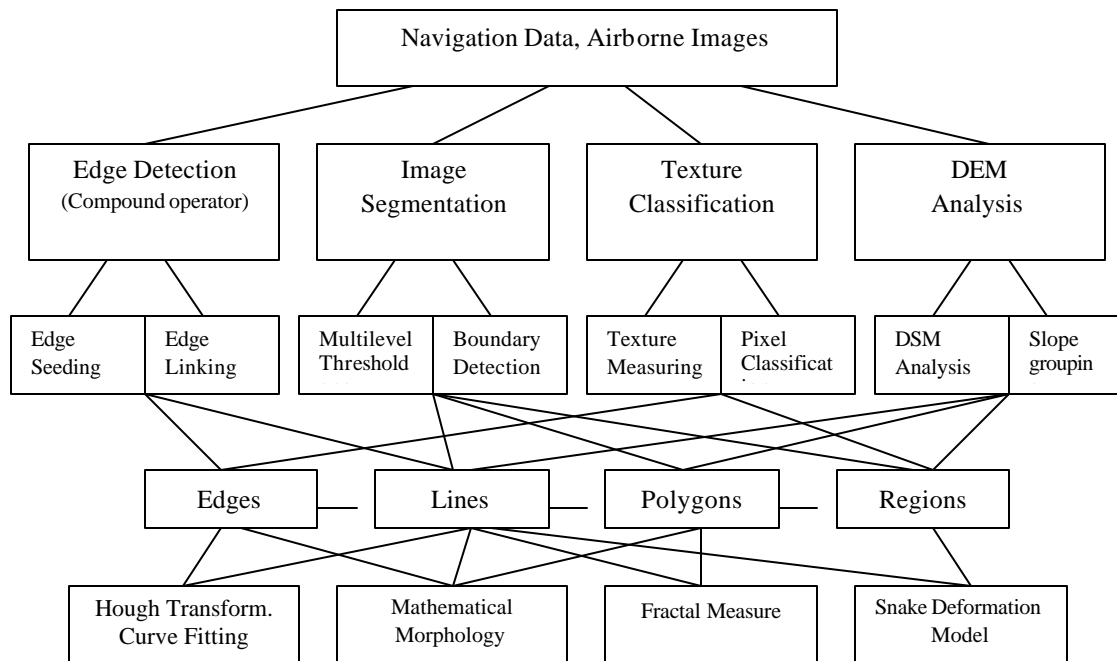 Navigation Data, Airborne Images
Edge Detection
(Compound operator)
Image
Segmentation
Texture
Classification
DEM
Analysis
Edge
Seeding
Edge
Linking
Multilevel
Threshold
Boundary
Detection
Texture
Measuring
Pixel
Classificat
DSM
Analysis
Slope
groupin
Edges
Lines
Polygons
Regions
Hough Transform.
Curve Fitting
Mathematical
Morphology
Fractal Measure
Snake Deformation
Model